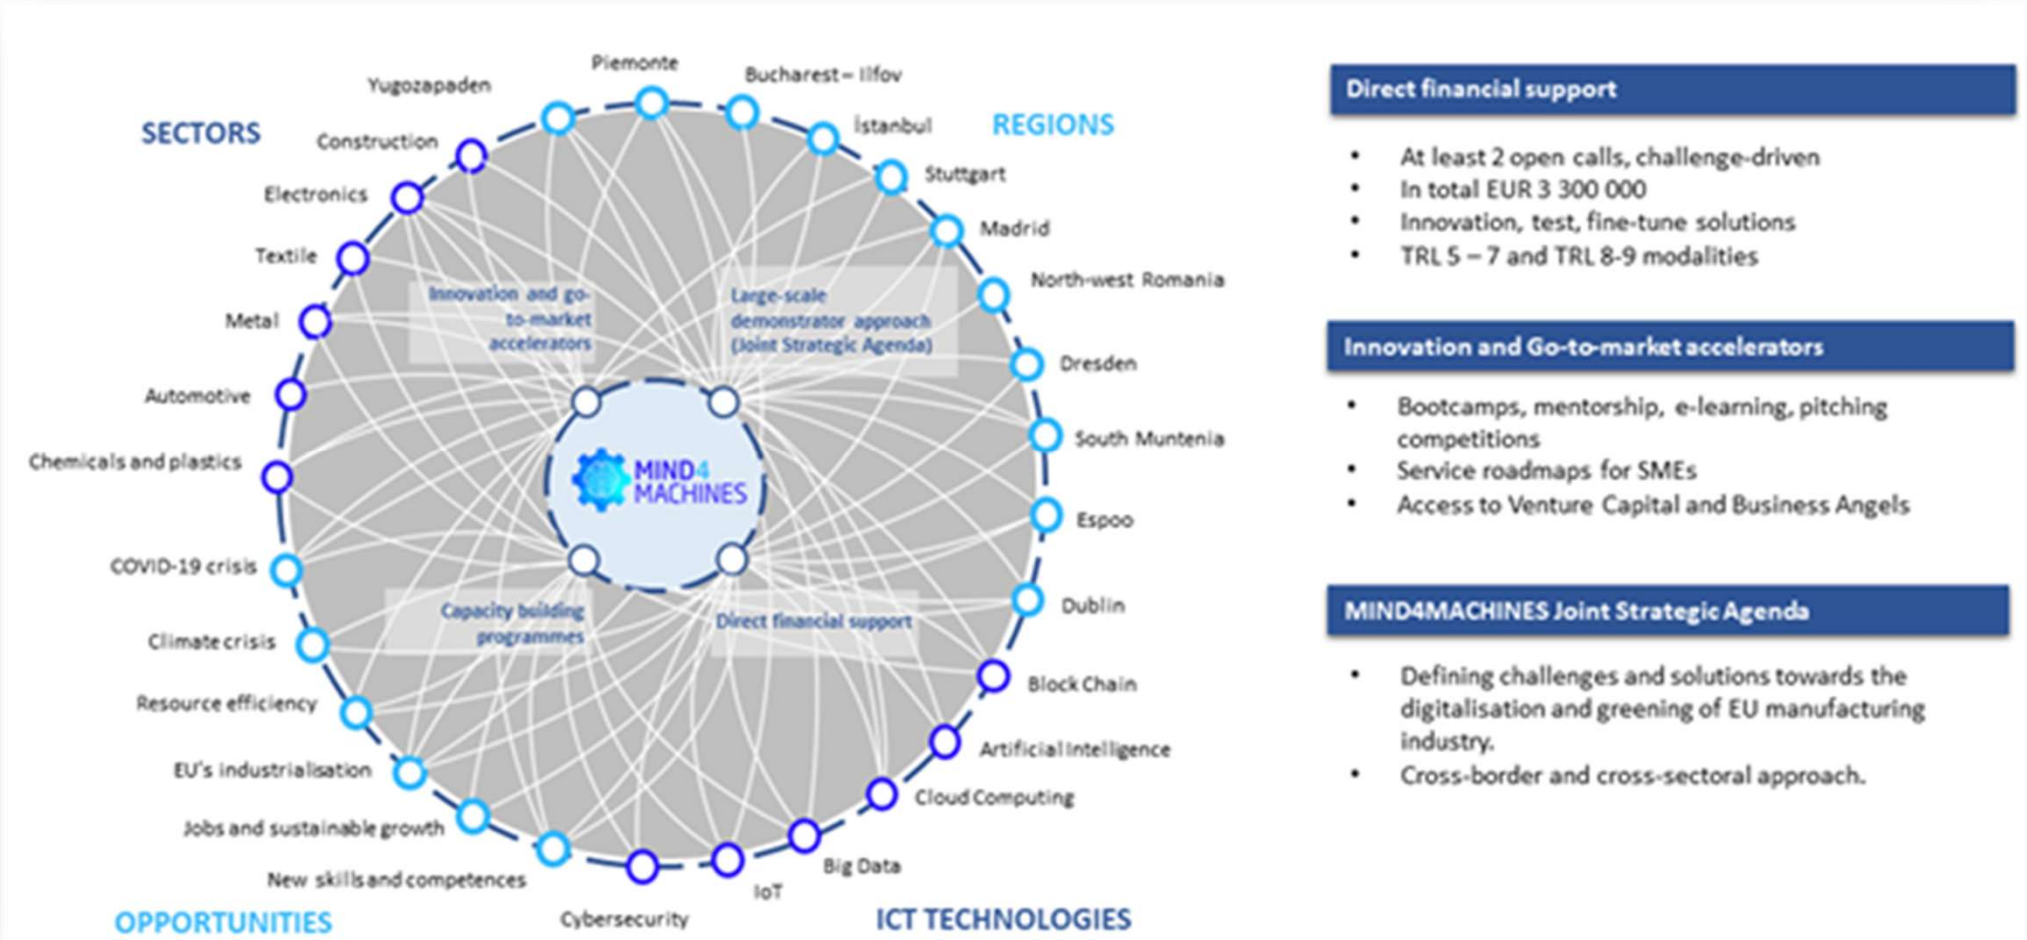 SECTORS
REGIONS
Yugozapaden
Piemonte
Bucharest – Ilfov
İstanbul
Stuttgart
Madrid
North-west Romania
Dresden
South Muntenia
Espoo
Dublin
Block Chain
Artificial Intelligence
Cloud Computing
Big Data
IoT
Cybersecurity
ICT TECHNOLOGIES
Construction
Electronics
Textile
Metal
Automotive
Chemicals and plastics
COVID-19 crisis
Climate crisis
Resource efficiency
EU's industrialisation
Jobs and sustainable growth
New skills and competences
OPPORTUNITIES
Innovation and go-
to-market
accelerators
Large-scale
demonstrator approach
(Joint Strategic Agenda)
MIND4
MACHINES
Capacity building
programmes
Direct financial support
Direct financial support
• At least 2 open calls, challenge-driven
• In total EUR 3 300 000
• Innovation, test, fine-tune solutions
• TRL 5 – 7 and TRL 8-9 modalities
Innovation and Go-to-market accelerators
• Bootcamps, mentorship, e-learning, pitching
competitions
• Service roadmaps for SMEs
• Access to Venture Capital and Business Angels
MIND4MACHINES Joint Strategic Agenda
• Defining challenges and solutions towards the
digitalisation and greening of EU manufacturing
industry.
• Cross-border and cross-sectoral approach.